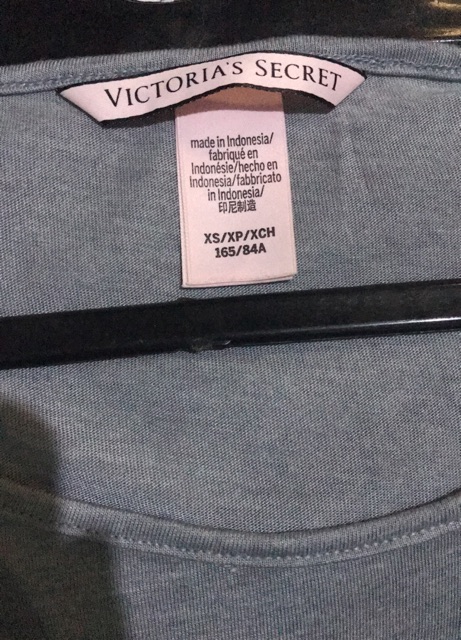 VICTORIA'S SECRET
made in Indonesia/
fabriqué en
Indonésie/hecho en
Indonesia/fabbricato
in Indonesia/
印尼制造
XS/XP/XCH
165/84A